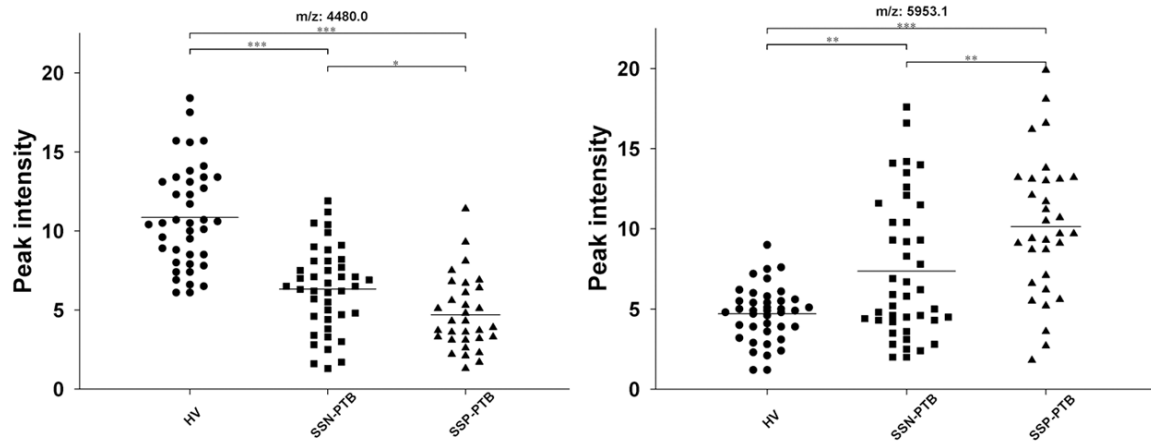 m/z: 4480.0
***
***
*
Peak intensity
20
15
10
5
0
HV
SSN-PTB
SSP-PTB
m/z: 5953.1
***
**
**
Peak intensity
20
15
10
5
0
HV
SSN-PTB
SSP-PTB